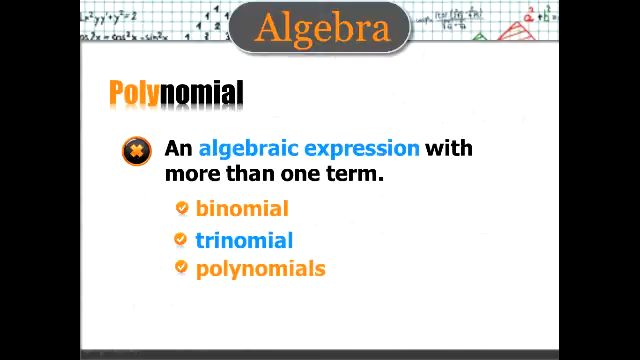 Algebra
Polynomial
An algebraic expression with
more than one term.
binomial
trinomial
polynomials